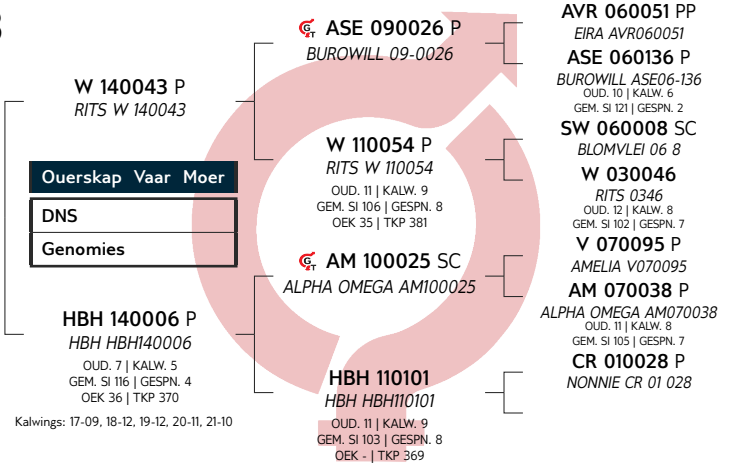 W 140043 P
RITS W 140043
Ouerskap Vaar Moer
DNS
Genomies
HBH 140006 P
HBH HBH140006
OUD. 7 | KALW. 5
GEM. SI 116 | GESPN. 4
OEK 36 | TKP 370
Kalwings: 17-09, 18-12, 19-12, 20-11, 21-10
GT ASE 090026 P
BUROWILL 09-0026
W 110054 P
RITS W 110054
OUD. 11 | KALW. 9
GEM. SI 106 | GESPN. 8
OEK 35 | TKP 381
GT AM 100025 SC
ALPHA OMEGA AM100025
HBH 110101
HBH HBH110101
OUD. 11 | KALW. 9
GEM. SI 103 | GESPN. 8
OEK - | TKP 369
AVR 060051 PP
EIRA AVR060051
ASE 060136 P
BUROWILL ASE06-136
OUD. 10 | KALW. 6
GEM. SI 121 | GESPN. 2
SW 060008 SC
BLOMVLEI 06 8
W 030046
RITS 0346
OUD. 12 | KALW. 8
GEM. SI 102 | GESPN. 7
V 070095 P
AMELIA V070095
AM 070038 P
ALPHA OMEGA AM070038
OUD. 11 | KALW. 8
GEM. SI 105 | GESPN. 7
CR 010028 P
NONNIE CR 01 028